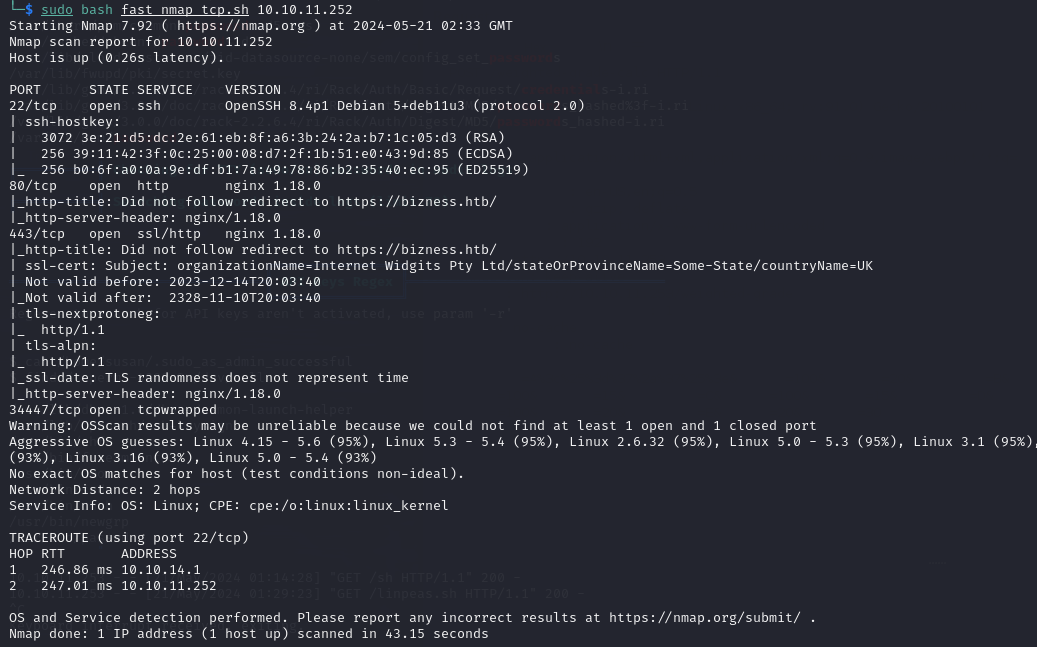 └─$ sudo bash fast_nmap_tcp.sh 10.10.11.252
Starting Nmap 7.92 ( https://nmap.org ) at 2024-05-21 02:33 GMT
Nmap scan report for 10.10.11.252
Host is up (0.26s latency).
PORT      STATE SERVICE    VERSION
22/tcp    open  ssh        OpenSSH 8.4p1 Debian 5+deb11u3 (protocol 2.0)
| ssh-hostkey:
|   3072 3e:21:d5:dc:2e:61:eb:8f:a6:3b:24:2a:b7:1c:05:d3 (RSA)
|   256 39:11:42:3f:0c:25:00:08:d7:2f:1b:51:e0:43:9d:85 (ECDSA)
|_  256 b0:6f:a0:0a:9e:df:b1:7a:49:78:86:b2:35:40:ec:95 (ED25519)
80/tcp    open  http       nginx 1.18.0
|_http-title: Did not follow redirect to https://bizness.htb/
|_http-server-header: nginx/1.18.0
443/tcp   open  ssl/http   nginx 1.18.0
|_http-title: Did not follow redirect to https://bizness.htb/
| ssl-cert: Subject: organizationName=Internet Widgits Pty Ltd/stateOrProvinceName=Some-State/countryName=UK
| Not valid before: 2023-12-14T20:03:40
|_Not valid after:  2328-11-10T20:03:40
| tls-nextprotoneg:
|_  http/1.1
| tls-alpn:
|_  http/1.1
|_ssl-date: TLS randomness does not represent time
|_http-server-header: nginx/1.18.0
34447/tcp open  tcpwrapped
Warning: OSScan results may be unreliable because we could not find at least 1 open and 1 closed port
Aggressive OS guesses: Linux 4.15 - 5.6 (95%), Linux 5.3 - 5.4 (95%), Linux 2.6.32 (95%), Linux 5.0 - 5.3 (95%), Linux 3.1 (95%),
(93%), Linux 3.16 (93%), Linux 5.0 - 5.4 (93%)
No exact OS matches for host (test conditions non-ideal).
Network Distance: 2 hops
Service Info: OS: Linux; CPE: cpe:/o:linux:linux_kernel
TRACEROUTE (using port 22/tcp)
HOP RTT       ADDRESS
1   246.86 ms 10.10.14.1
2   247.01 ms 10.10.11.252
OS and Service detection performed. Please report any incorrect results at https://nmap.org/submit/ .
Nmap done: 1 IP address (1 host up) scanned in 43.15 seconds